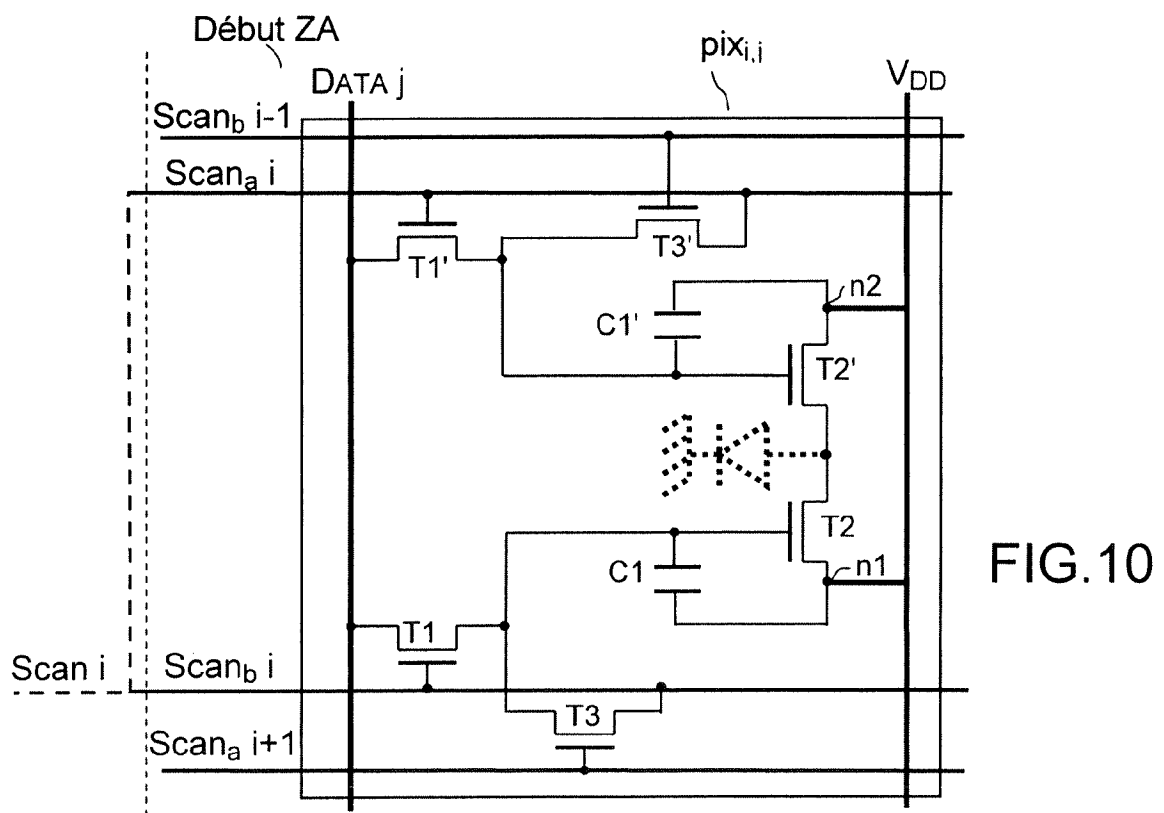 Début ZA
DATA j
pix i,j
VDD
Scanb i-1
Scana i
T1'
T3'
n2
C1'
T2'
T2
C1
n1
FIG.10
T1
Scan i
Scanb i
T3
Scana i+1